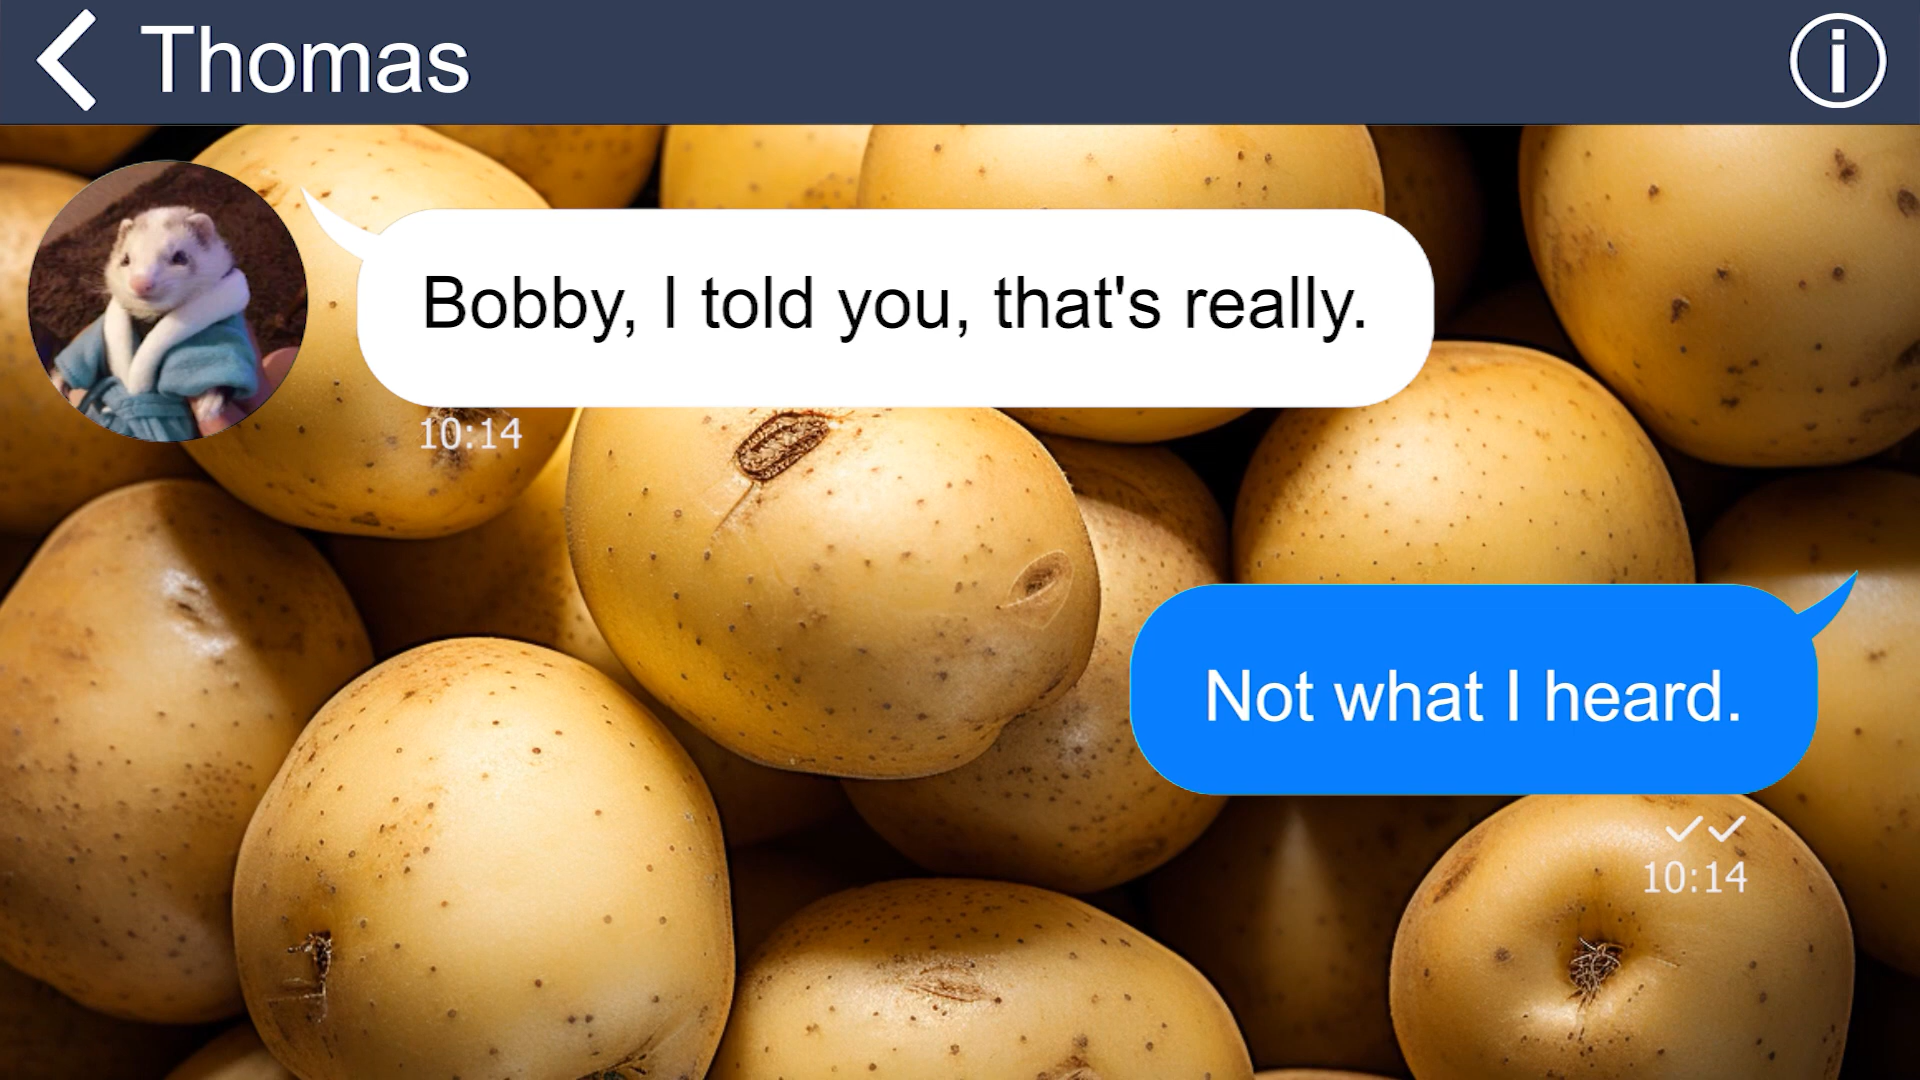 Thomas
Bobby, I told you, that's really.
10:14
Not what I heard.
10:14